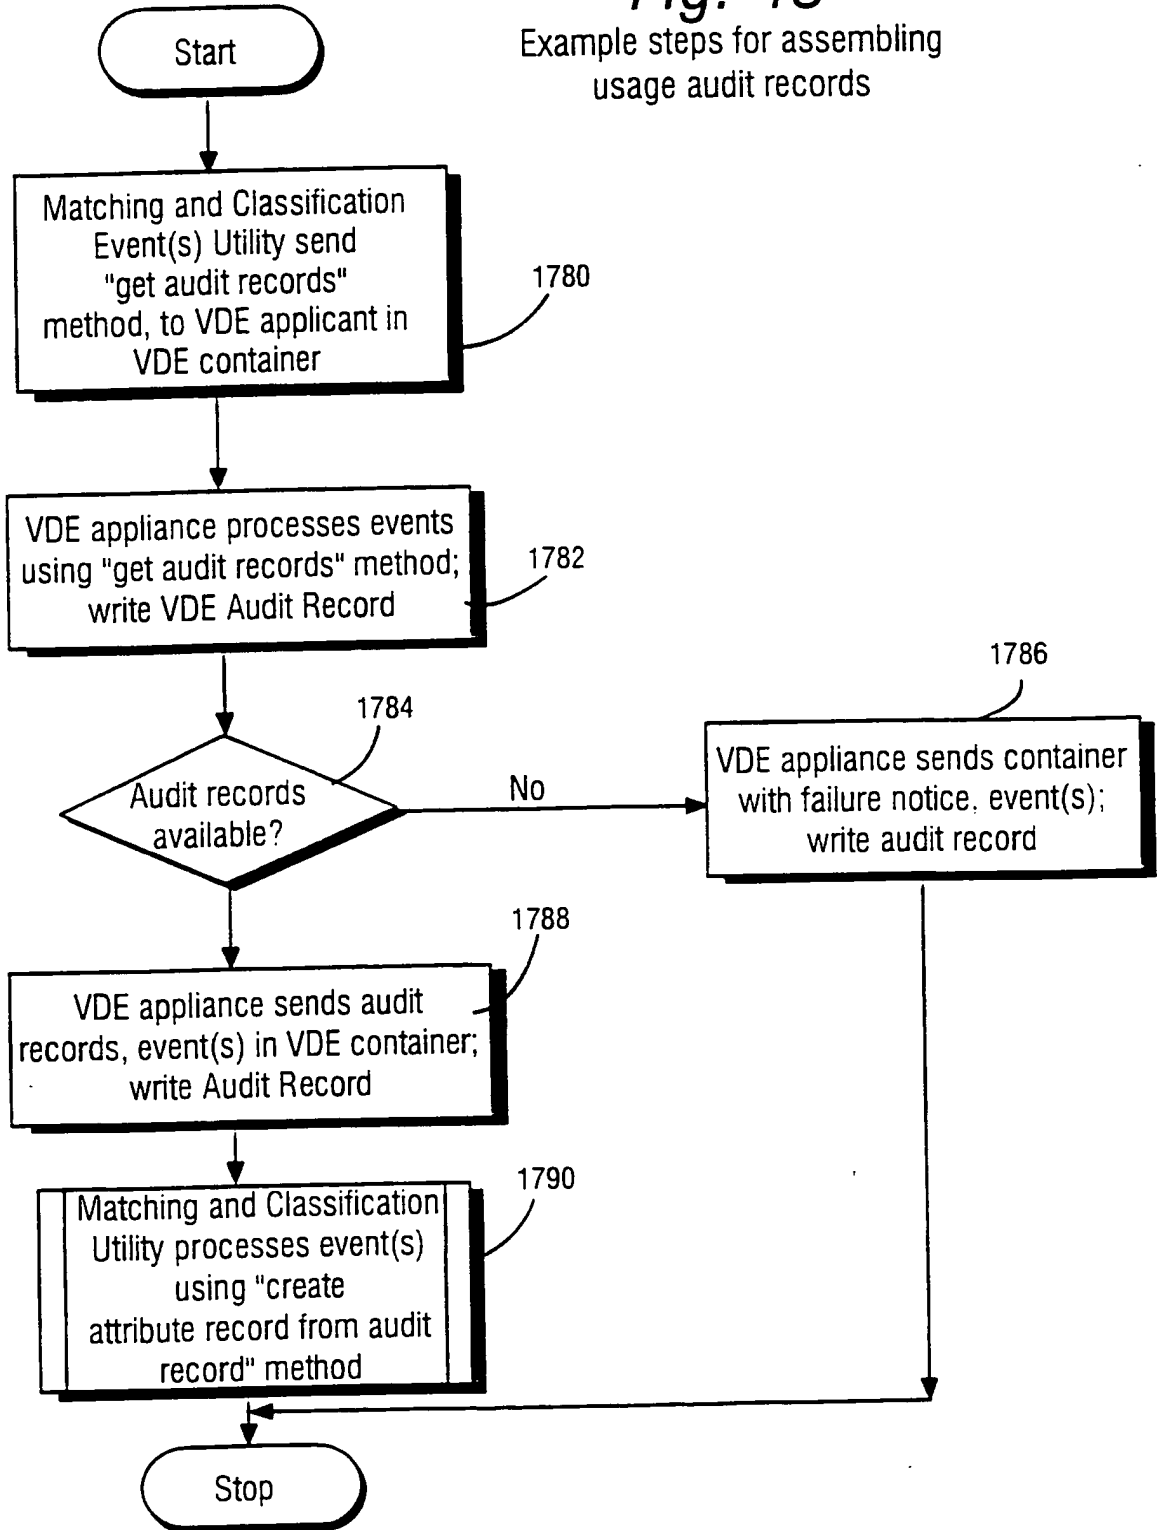 Example steps for assembling
usage audit records
Start
Matching and Classification
Event(s) Utility send
"get audit records"
method, to VDE applicant in
VDE container
1780
VDE appliance processes events
using "get audit records" method;
write VDE Audit Record
1782
1784
Audit records
available?
No
1786
VDE appliance sends container
with failure notice, event(s);
write audit record
1788
VDE appliance sends audit
records, event(s) in VDE container;
write Audit Record
1790
Matching and Classification
Utility processes event(s)
using "create
attribute record from audit
record" method
Stop